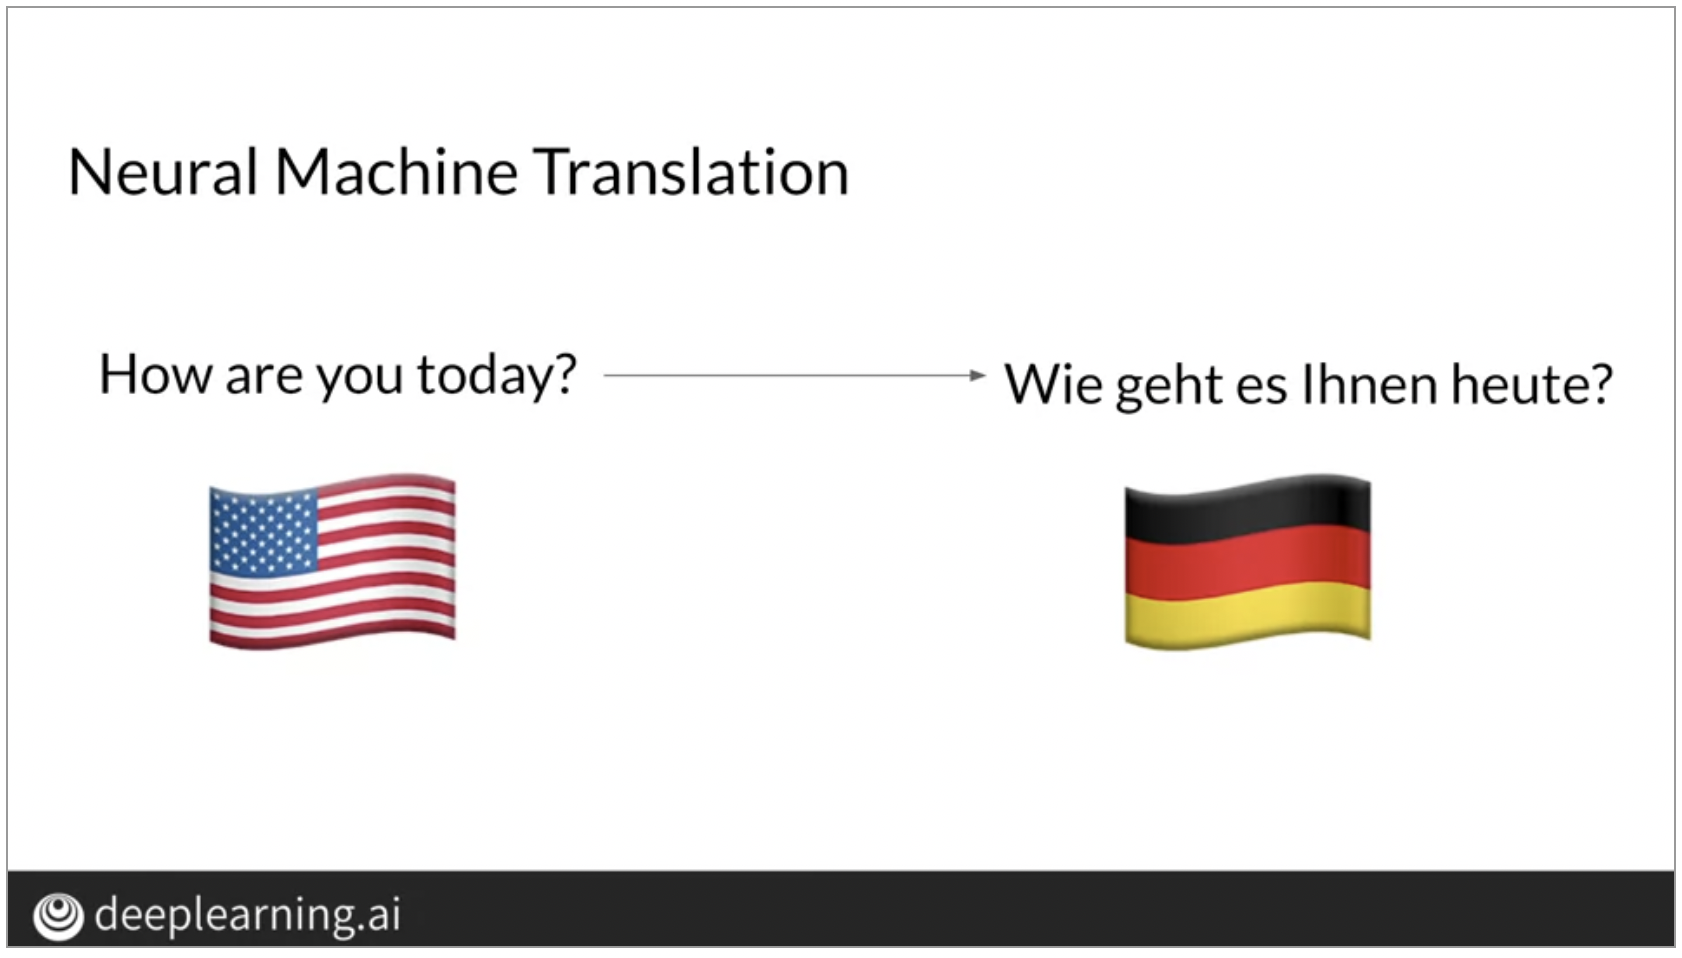 Neural Machine Translation
How are you today?
Wie geht es Ihnen heute?
deeplearning.ai